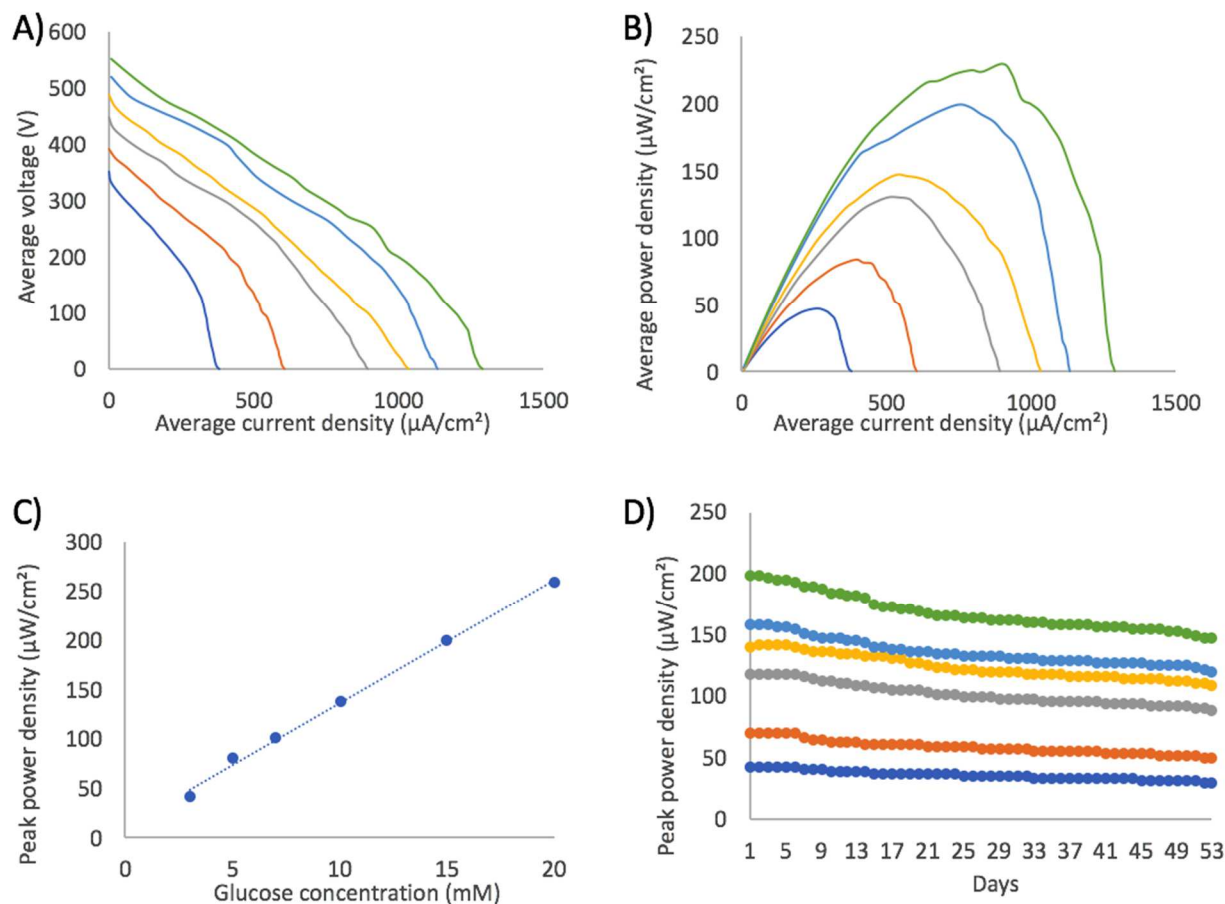 A)
Average voltage (V)
600
500
400
300
200
100
0
0 500 1000 1500
Average current density (µA/cm²)
B)
Average power density (µW/cm²)
250
200
150
100
50
0
0 500 1000 1500
Average current density (µA/cm²)
C)
Peak power density (µW/cm²)
300
250
200
150
100
50
0
0 5 10 15 20
Glucose concentration (mM)
D)
Peak power density (µW/cm²)
250
200
150
100
50
0
1 5 9 13 17 21 25 29 33 37 41 45 49 53
Days